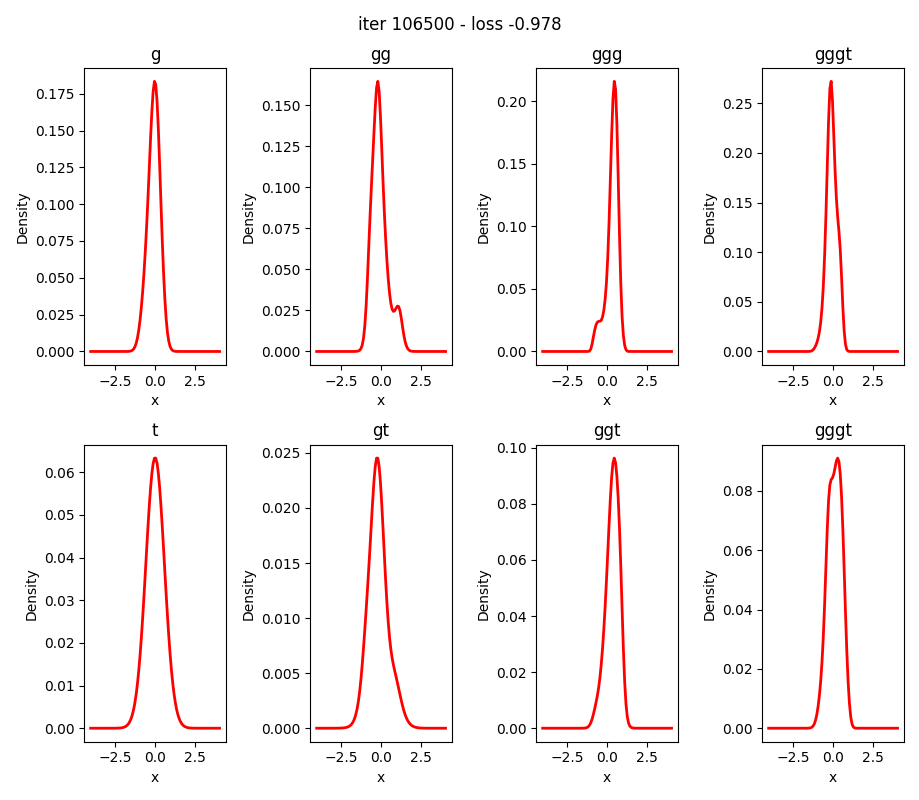 iter 106500 - loss -0.978
g
gg
ggg
gggt
0.175
0.150
0.125
0.100
0.075
0.050
0.025
0.000
Density
−2.5 0.0 2.5
x
0.150
0.125
0.100
0.075
0.050
0.025
0.000
Density
−2.5 0.0 2.5
x
0.20
0.15
0.10
0.05
0.00
Density
−2.5 0.0 2.5
x
0.25
0.20
0.15
0.10
0.05
0.00
Density
−2.5 0.0 2.5
x
t
gt
ggt
gggt
0.06
0.05
0.04
0.03
0.02
0.01
0.00
Density
−2.5 0.0 2.5
x
0.025
0.020
0.015
0.010
0.005
0.000
Density
−2.5 0.0 2.5
x
0.10
0.08
0.06
0.04
0.02
0.00
Density
−2.5 0.0 2.5
x
0.08
0.06
0.04
0.02
0.00
Density
−2.5 0.0 2.5
x